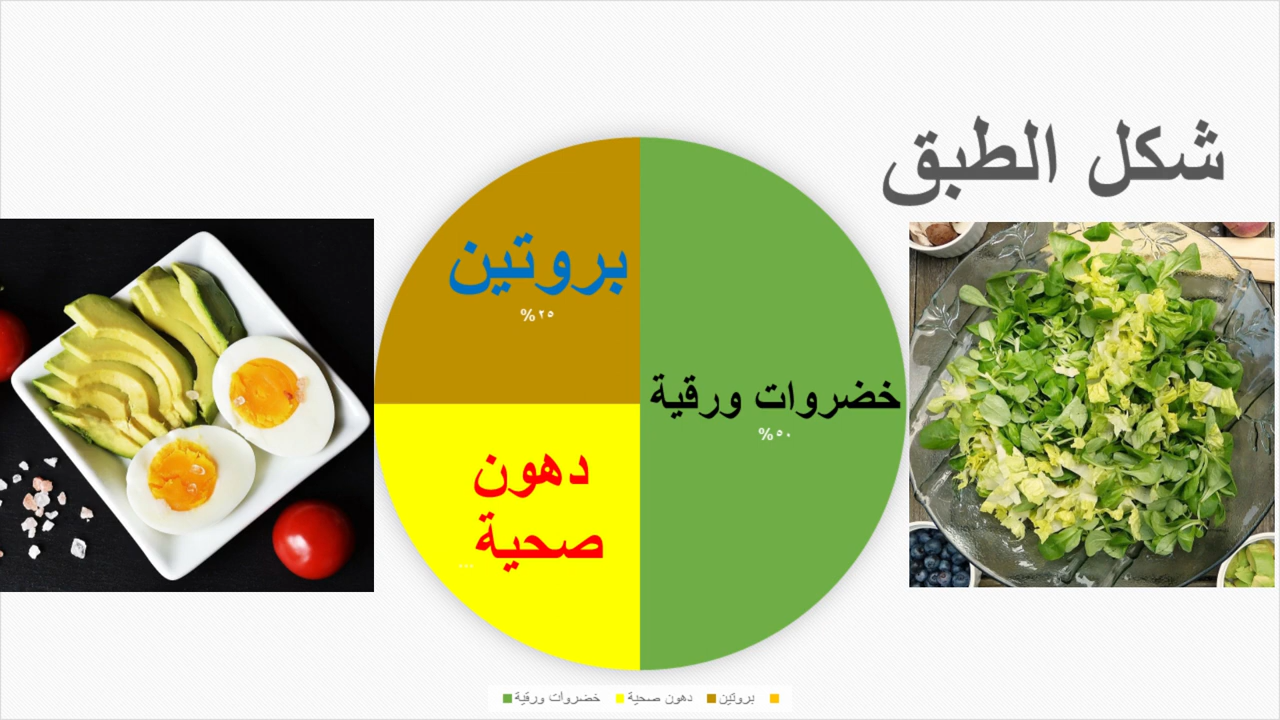 شكل الطبق
بروتين
%٢٥
خضروات ورقية
%٥٠
دهون
صحية
بروتين
دهون صحية
خضروات ورقية